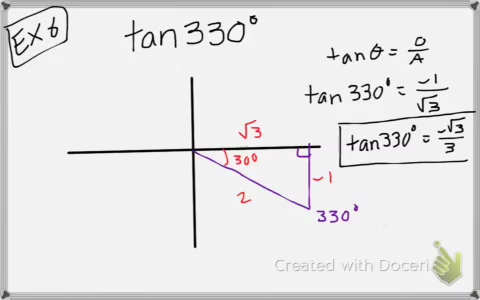 EX 6
tan 330°
tan θ = O/A
tan 330° = -1/√3
tan 330° = -√3/3
√3
30°
-1
2
330°
Created with Doceri